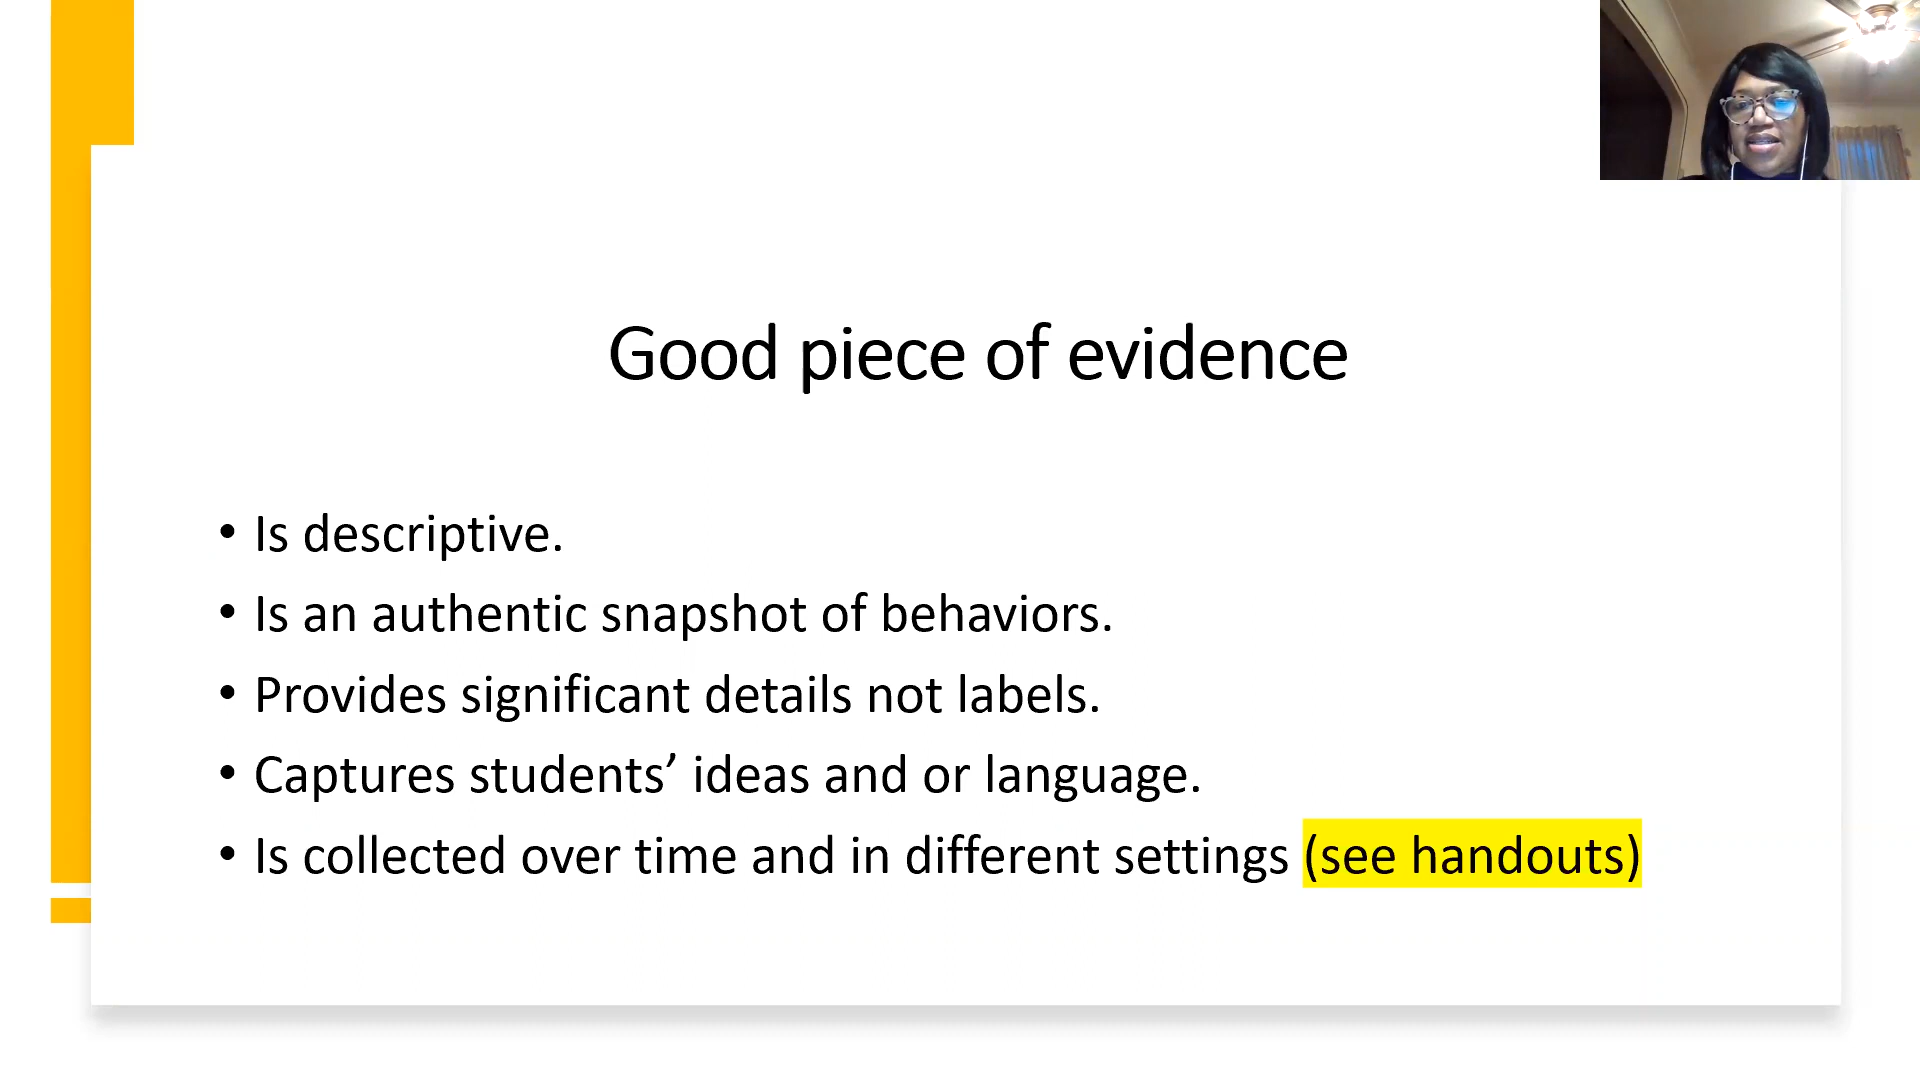 Good piece of evidence
• Is descriptive.
• Is an authentic snapshot of behaviors.
• Provides significant details not labels.
• Captures students’ ideas and or language.
• Is collected over time and in different settings (see handouts)